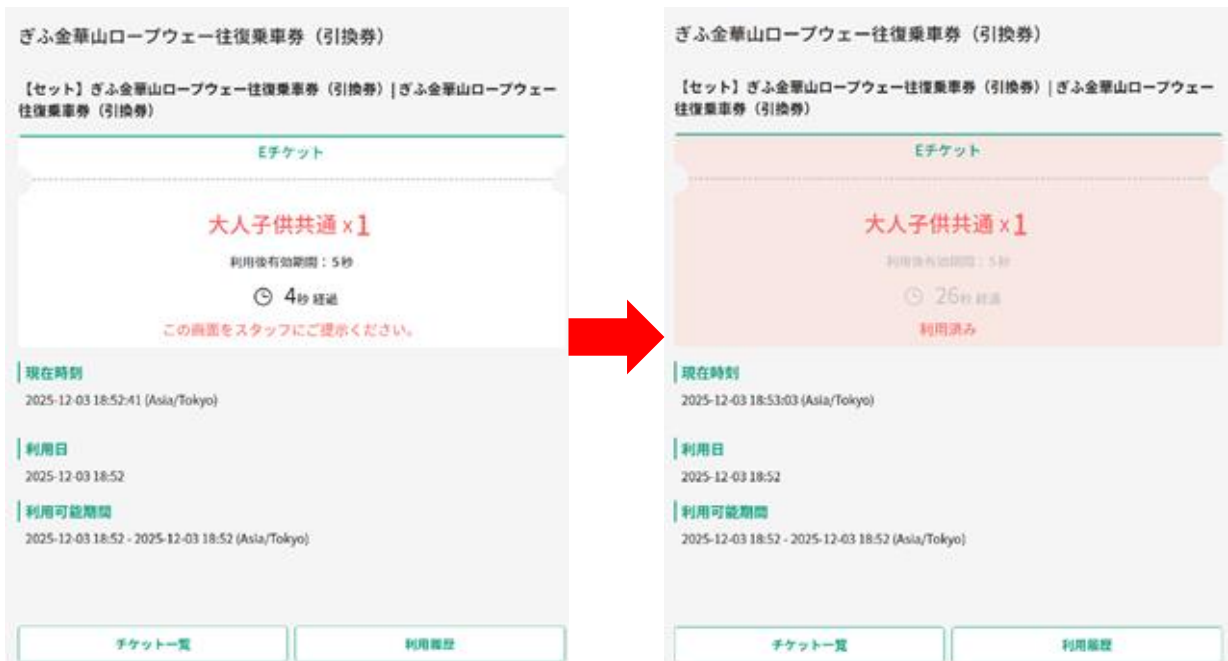 ぎふ金華山ロープウェー往復乗車券（引換券）
【セット】ぎふ金華山ロープウェー往復乗車券（引換券）| ぎふ金華山ロープウェー
往復乗車券（引換券）
Eチケット
大人子供共通 x 1
利用後有効期間：5秒
4秒 経過
この画面をスタッフにご提示ください。
現在時刻
2025-12-03 18:52:41 (Asia/Tokyo)
利用日
2025-12-03 18:52
利用可能期間
2025-12-03 18:52 - 2025-12-03 18:52 (Asia/Tokyo)
チケット一覧
利用履歴
ぎふ金華山ロープウェー往復乗車券（引換券）
【セット】ぎふ金華山ロープウェー往復乗車券（引換券）| ぎふ金華山ロープウェー
往復乗車券（引換券）
Eチケット
大人子供共通 x 1
利用後有効期間：5秒
26秒 経過
利用済み
現在時刻
2025-12-03 18:53:03 (Asia/Tokyo)
利用日
2025-12-03 18:52
利用可能期間
2025-12-03 18:52 - 2025-12-03 18:52 (Asia/Tokyo)
チケット一覧
利用履歴